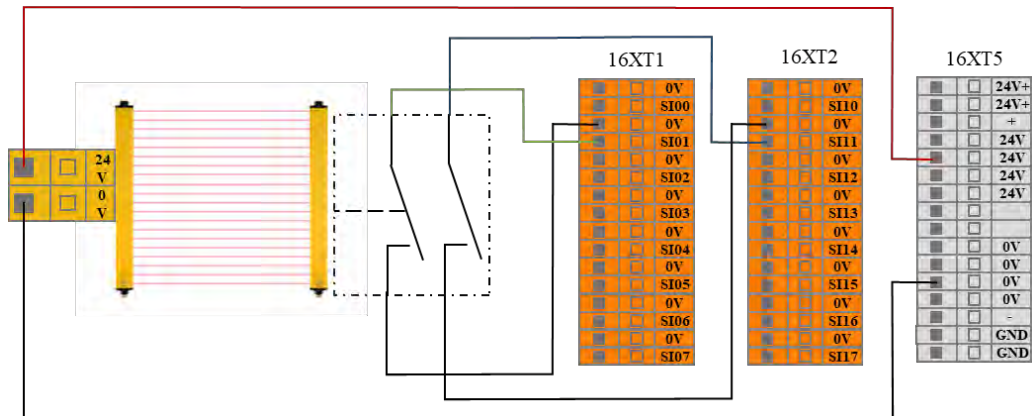 16XT1
16XT2
16XT5
24
V
0
V
0V
SI00
0V
SI01
0V
SI02
0V
SI03
0V
SI04
0V
SI05
0V
SI06
0V
SI07
0V
SI10
0V
SI11
0V
SI12
0V
SI13
0V
SI14
0V
SI15
0V
SI16
0V
SI17
24V+
24V+
+
24V
24V
24V
24V
0V
0V
0V
0V
-
GND
GND